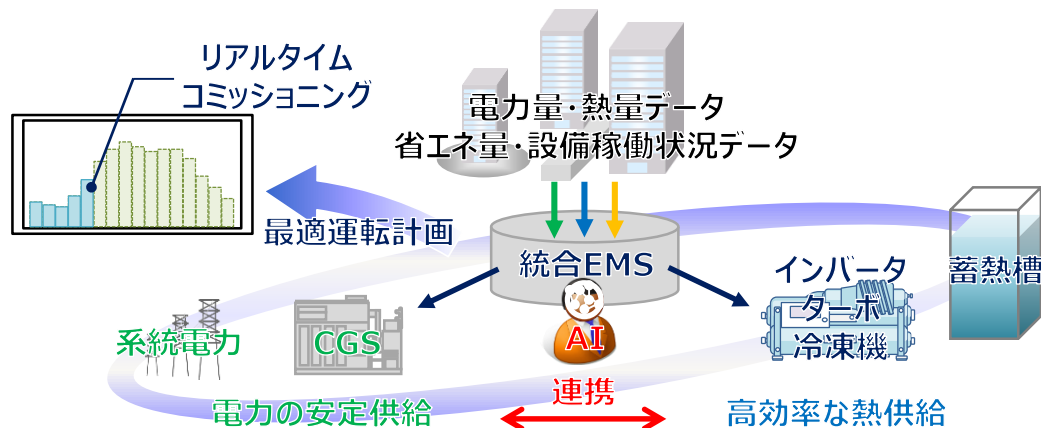 リアルタイム
コミッショニング
電力量・熱量データ
省エネ量・設備稼働状況データ
最適運転計画
統合EMS
インバータ
ターボ
冷凍機
蓄熱槽
系統電力
CGS
AI
連携
電力の安定供給
高効率な熱供給